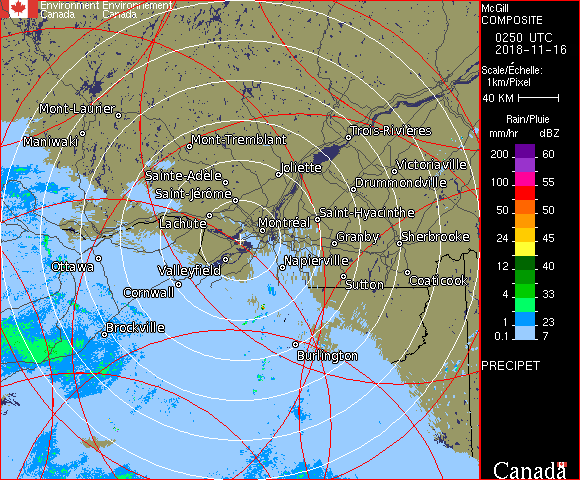 Environment Environnement
Canada Canada
McGill
COMPOSITE
0250 UTC
2018-11-16
Scale/Échelle:
1km/Pixel
40 KM
Rain/Pluie
mm/hr dBZ
200 60
150 57
100 55
50 50
24 45
12 40
4 33
1 23
0.1 7
PRECIPET
Canada
Mont-Laurier
Maniwaki
Mont-Tremblant
Trois-Rivières
Sainte-Adèle
Joliette
Victoriaville
Saint-Jérôme
Drummondville
Lachute
Montréal
Saint-Hyacinthe
Granby
Sherbrooke
Ottawa
Valleyfield
Napierville
Cornwall
Sutton
Coaticook
Brockville
Burlington